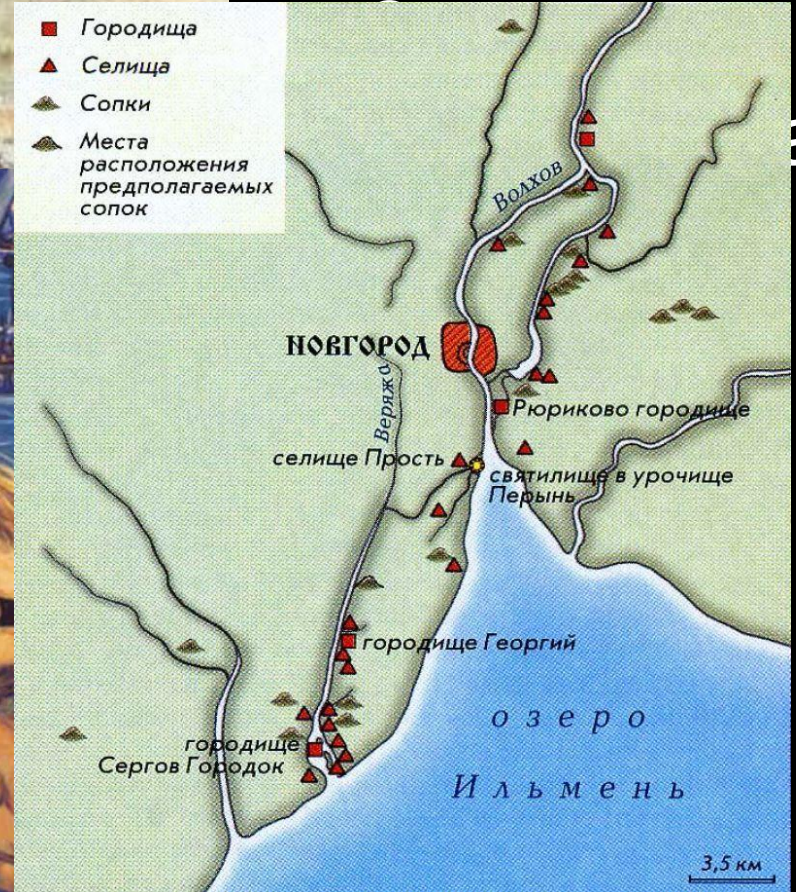 Городища
Селища
Сопки
Места
расположения
предполагаемых
сопок
Волхов
НОВГОРОД
Веряжа
Рюриково городище
селище Прость
святилище в урочище
Перынь
городище Георгий
озеро
Ильмень
городище
Сергов Городок
3,5 км